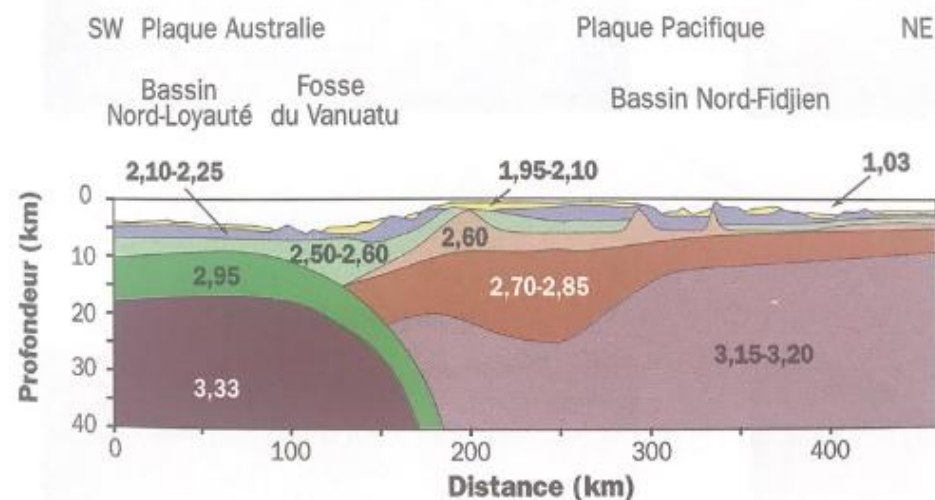 SW Plaque Australie Plaque Pacifique NE
Bassin Nord-Loyauté
Fosse du Vanuatu
Bassin Nord-Fidjien
2,10-2,25 1,95-2,10 1,03
Profondeur (km)
0
10
20
30
40
2,50-2,60
2,60
2,95
2,70-2,85
3,15-3,20
3,33
0 100 200 300 400
Distance (km)